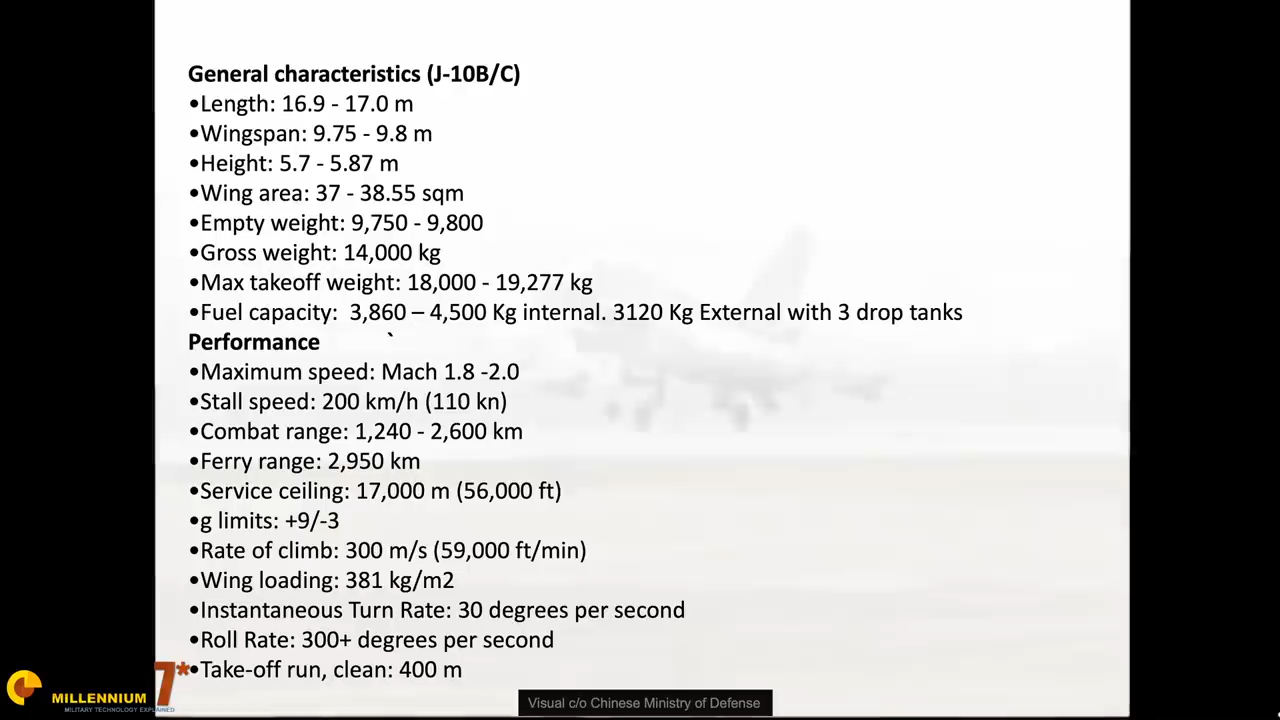 General characteristics (J-10B/C)
•Length: 16.9 - 17.0 m
•Wingspan: 9.75 - 9.8 m
•Height: 5.7 - 5.87 m
•Wing area: 37 - 38.55 sqm
•Empty weight: 9,750 - 9,800
•Gross weight: 14,000 kg
•Max takeoff weight: 18,000 - 19,277 kg
•Fuel capacity:  3,860 – 4,500 Kg internal. 3120 Kg External with 3 drop tanks
Performance `
•Maximum speed: Mach 1.8 -2.0
•Stall speed: 200 km/h (110 kn)
•Combat range: 1,240 - 2,600 km
•Ferry range: 2,950 km
•Service ceiling: 17,000 m (56,000 ft)
•g limits: +9/-3
•Rate of climb: 300 m/s (59,000 ft/min)
•Wing loading: 381 kg/m2
•Instantaneous Turn Rate: 30 degrees per second
•Roll Rate: 300+ degrees per second
•Take-off run, clean: 400 m
MILLENNIUM 7*
MILITARY TECHNOLOGY EXPLAINED
Visual c/o Chinese Ministry of Defense